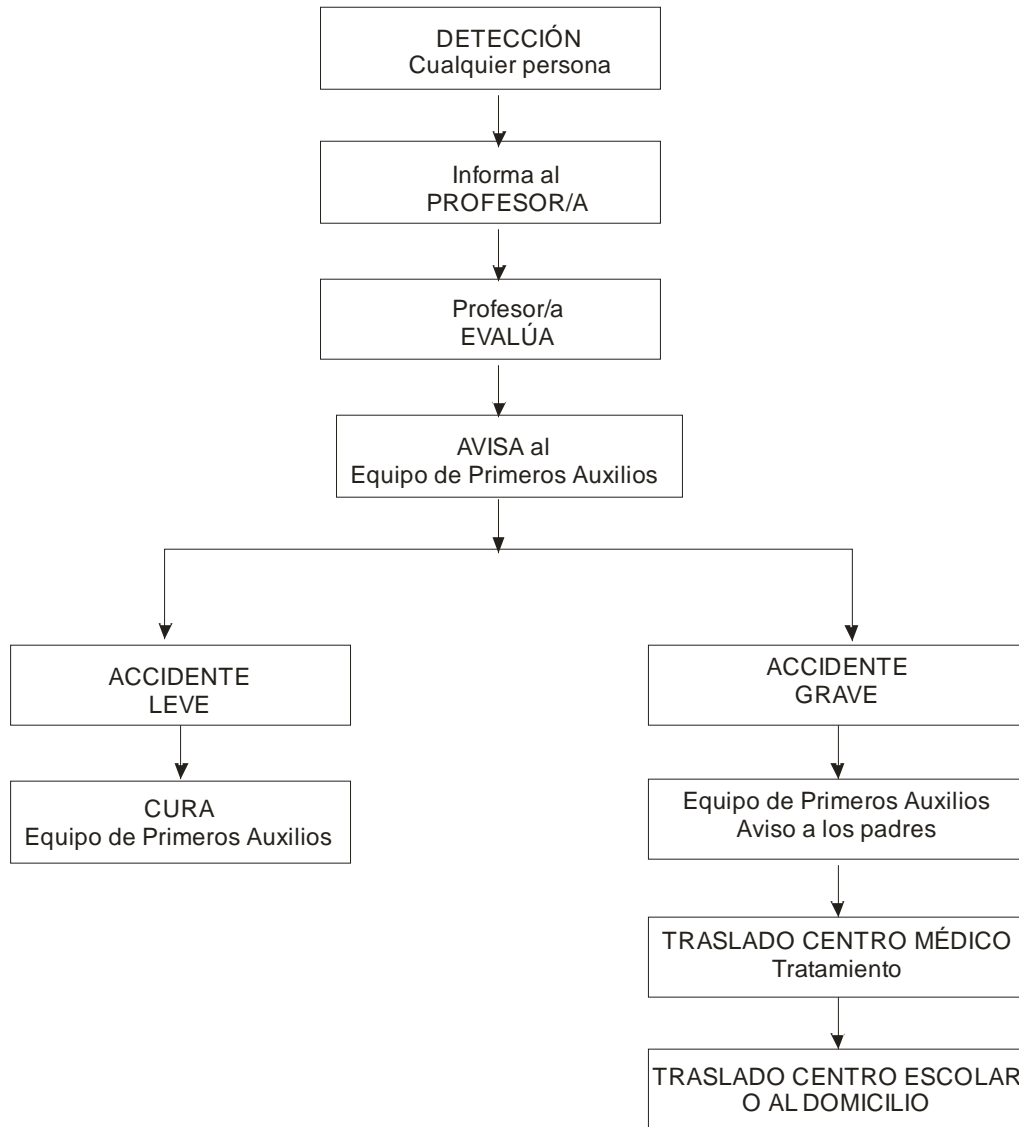 DETECCIÓN
Cualquier persona
Informa al
PROFESOR/A
Profesor/a
EVALÚA
AVISA al
Equipo de Primeros Auxilios
ACCIDENTE
LEVE
ACCIDENTE
GRAVE
CURA
Equipo de Primeros Auxilios
Equipo de Primeros Auxilios
Aviso a los padres
TRASLADO CENTRO MÉDICO
Tratamiento
TRASLADO CENTRO ESCOLAR
O AL DOMICILIO